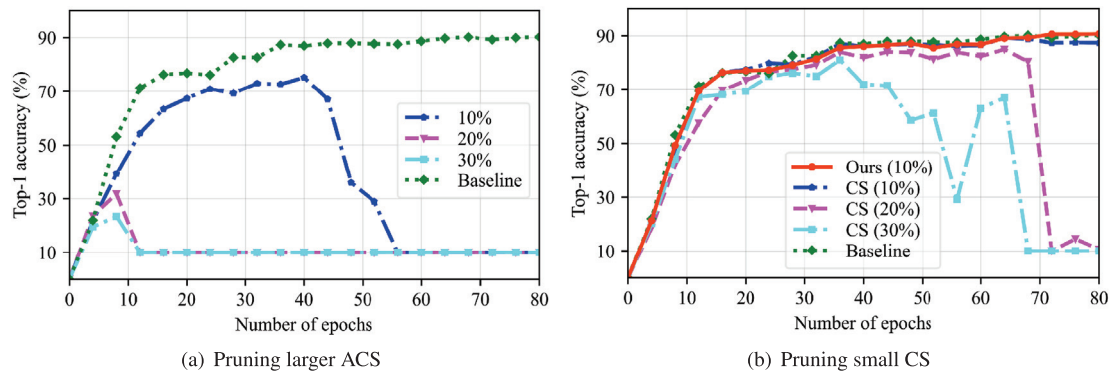 Top-1 accuracy (%)
90
70
50
30
10
0 10 20 30 40 50 60 70 80
Number of epochs
10%
20%
30%
Baseline
(a) Pruning larger ACS
Top-1 accuracy (%)
90
70
50
30
10
0 10 20 30 40 50 60 70 80
Number of epochs
Ours (10%)
CS (10%)
CS (20%)
CS (30%)
Baseline
(b) Pruning small CS